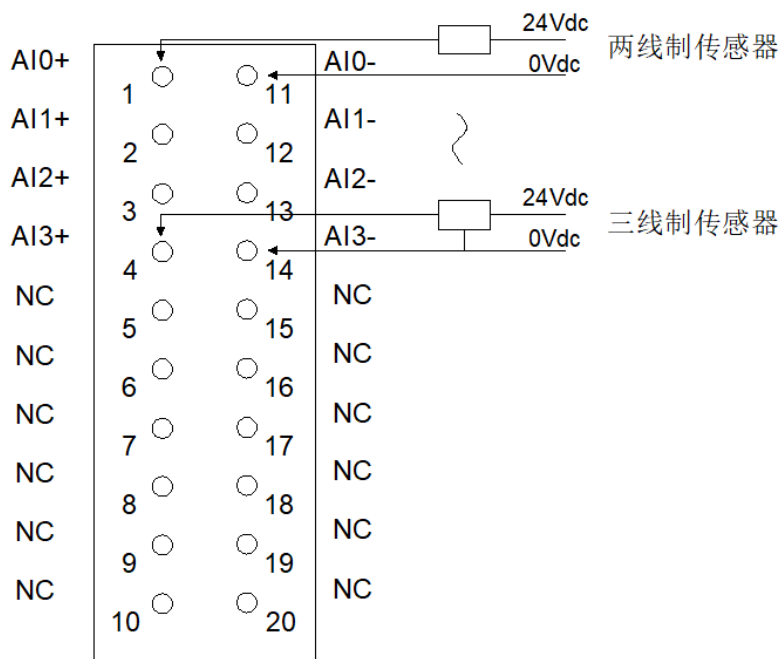 24Vdc
两线制传感器
AI0+ AI0- 0Vdc
1 11
AI1+ AI1-
2 12
AI2+ AI2-
3 13 24Vdc
三线制传感器
AI3+ AI3- 0Vdc
4 14
NC NC
5 15
NC NC
6 16
NC NC
7 17
NC NC
8 18
NC NC
9 19
NC NC
10 20